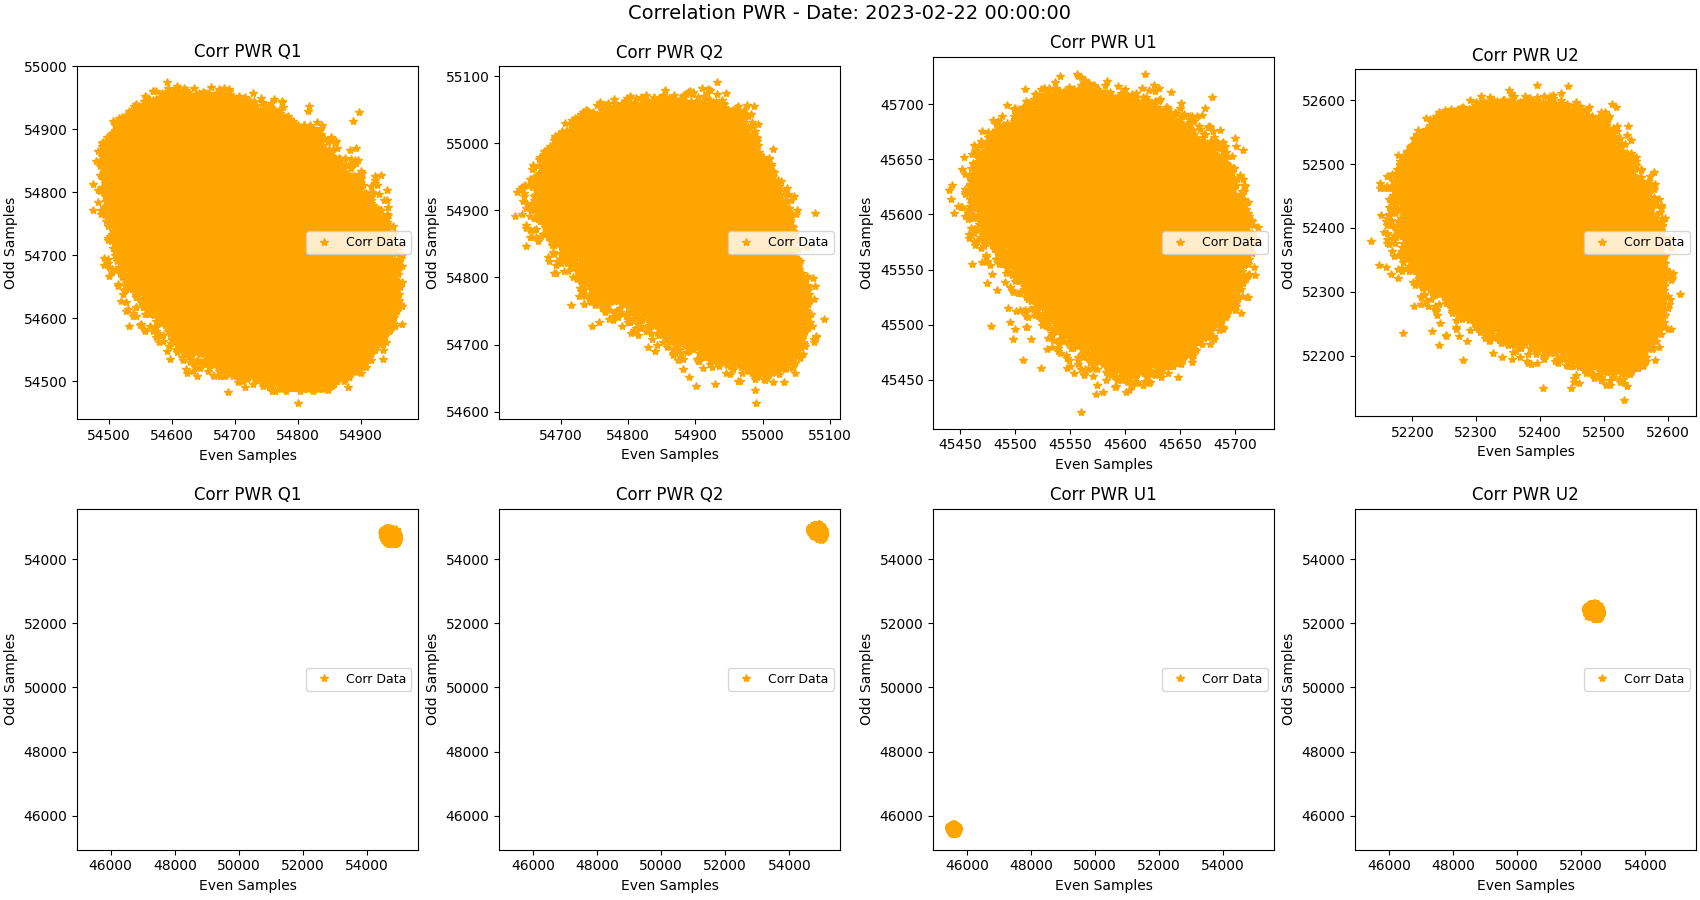 Correlation PWR - Date: 2023-02-22 00:00:00
Corr PWR Q1
55000
54900
54800
54700
54600
54500
54500 54600 54700 54800 54900
Odd Samples
Even Samples
Corr Data
Corr PWR Q2
55100
55000
54900
54800
54700
54600
54700 54800 54900 55000 55100
Odd Samples
Even Samples
Corr Data
Corr PWR U1
45700
45650
45600
45550
45500
45450
45450 45500 45550 45600 45650 45700
Odd Samples
Even Samples
Corr Data
Corr PWR U2
52600
52500
52400
52300
52200
52200 52300 52400 52500 52600
Odd Samples
Even Samples
Corr Data
Corr PWR Q1
54000
52000
50000
48000
46000
46000 48000 50000 52000 54000
Odd Samples
Even Samples
Corr Data
Corr PWR Q2
54000
52000
50000
48000
46000
46000 48000 50000 52000 54000
Odd Samples
Even Samples
Corr Data
Corr PWR U1
54000
52000
50000
48000
46000
46000 48000 50000 52000 54000
Odd Samples
Even Samples
Corr Data
Corr PWR U2
54000
52000
50000
48000
46000
46000 48000 50000 52000 54000
Odd Samples
Even Samples
Corr Data